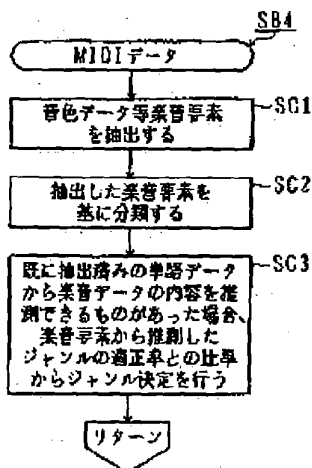 SB4
MIDIデータ
音色データ等楽音要素
を抽出する
SC1
抽出した楽音要素を
基に分類する
SC2
既に抽出済みの単語データ
から楽音データの内容を推
測できるものがあった場合、
楽音要素から推測した
ジャンルの適正率との比率
からジャンル決定を行う
SC3
リターン